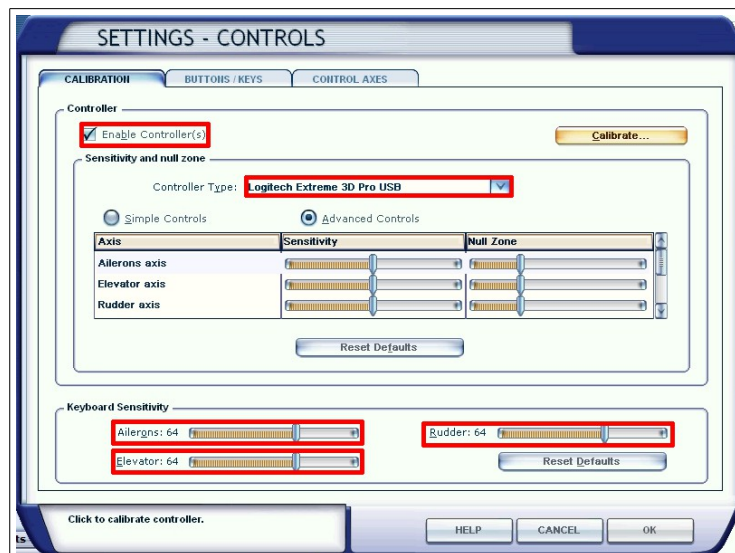 SETTINGS - CONTROLS
CALIBRATION BUTTONS / KEYS CONTROL AXES
Controller
Enable Controller(s)
Calibrate...
Sensitivity and null zone
Controller Type: Logitech Extreme 3D Pro USB
Simple Controls Advanced Controls
Axis Sensitivity Null Zone
Ailerons axis
Elevator axis
Rudder axis
Reset Defaults
Keyboard Sensitivity
Ailerons: 64 Rudder: 64
Elevator: 64 Reset Defaults
Click to calibrate controller.
ts HELP CANCEL OK